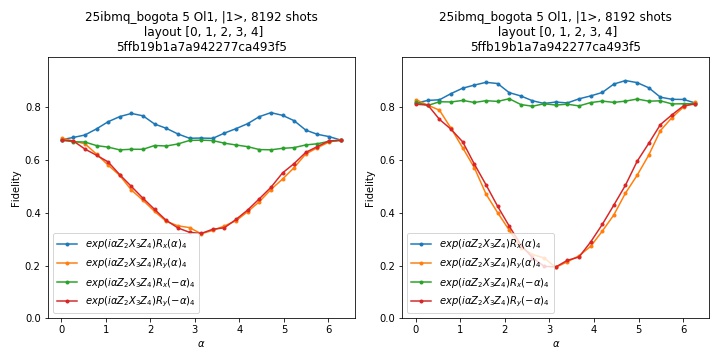 25ibmq_bogota 5 Ol1, |1>, 8192 shots
layout [0, 1, 2, 3, 4]
5ffb19b1a7a942277ca493f5
Fidelity
0.8
0.6
0.4
0.2
0.0
exp(iαZ₂X₃Z₄)Rₓ(α)₄
exp(iαZ₂X₃Z₄)Rᵧ(α)₄
exp(iαZ₂X₃Z₄)Rₓ(−α)₄
exp(iαZ₂X₃Z₄)Rᵧ(−α)₄
0 1 2 3 4 5 6
α
25ibmq_bogota 5 Ol1, |1>, 8192 shots
layout [0, 1, 2, 3, 4]
5ffb19b1a7a942277ca493f5
Fidelity
0.8
0.6
0.4
0.2
0.0
exp(iαZ₂X₃Z₄)Rₓ(α)₄
exp(iαZ₂X₃Z₄)Rᵧ(α)₄
exp(iαZ₂X₃Z₄)Rₓ(−α)₄
exp(iαZ₂X₃Z₄)Rᵧ(−α)₄
0 1 2 3 4 5 6
α